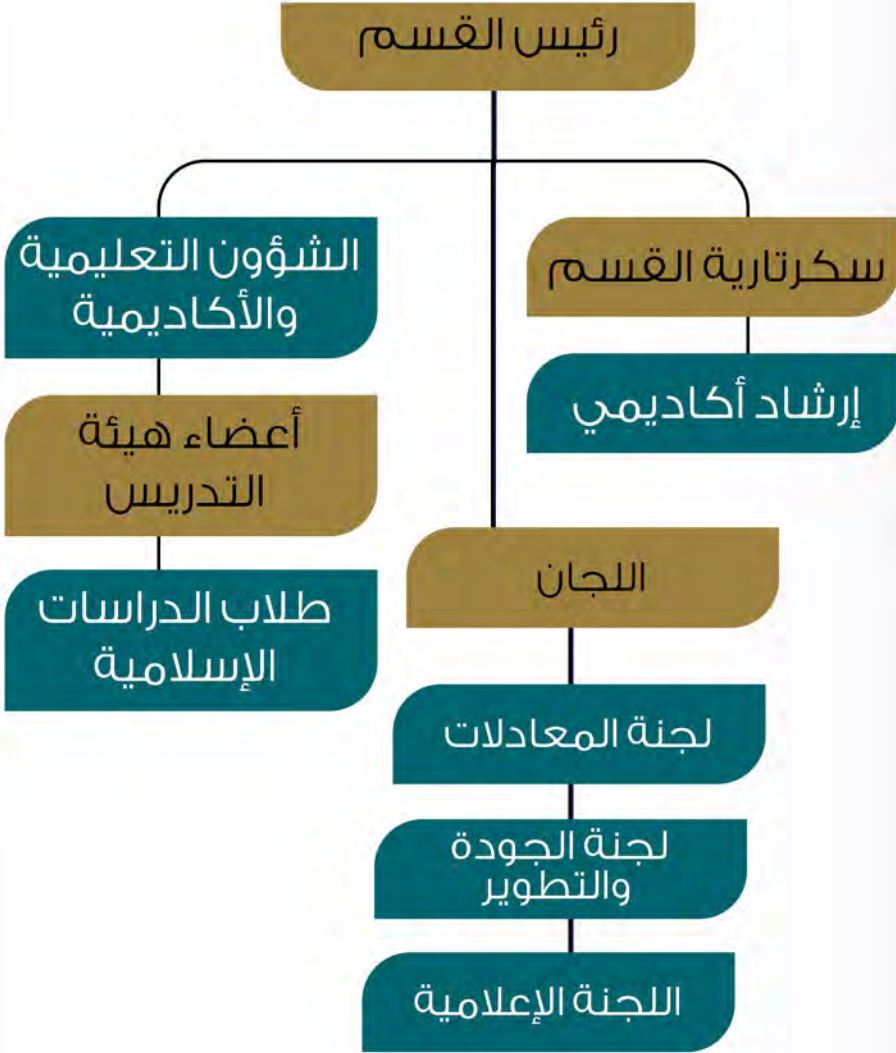 رئيس القسم
سكرتارية القسم
إرشاد أكاديمي
الشؤون التعليمية
والأكاديمية
أعضاء هيئة
التدريس
طلاب الدراسات
الإسلامية
اللجان
لجنة المعادلات
لجنة الجودة
والتطوير
اللجنة الإعلامية